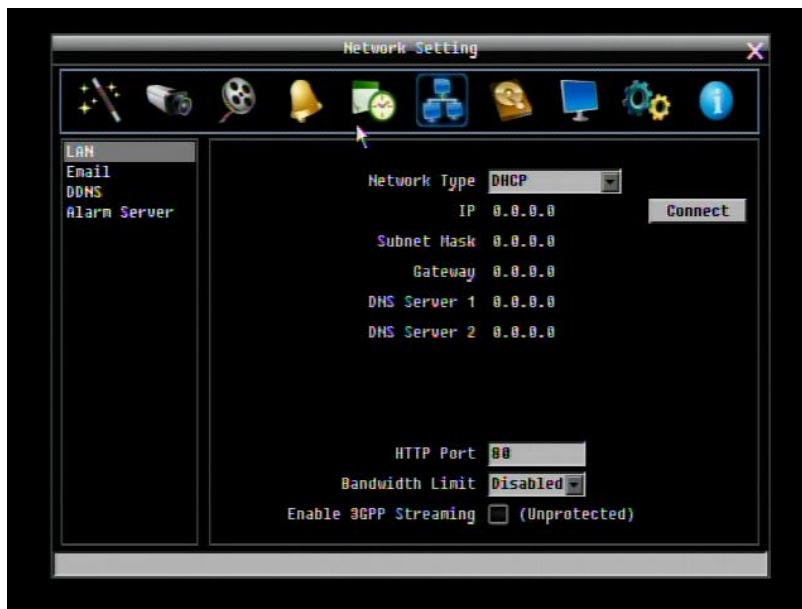 Network Setting
X
LAN
Email
DDNS
Alarm Server
Network Type DHCP
IP 0.0.0.0 Connect
Subnet Mask 0.0.0.0
Gateway 0.0.0.0
DNS Server 1 0.0.0.0
DNS Server 2 0.0.0.0
HTTP Port 80
Bandwidth Limit Disabled
Enable 3GPP Streaming (Unprotected)